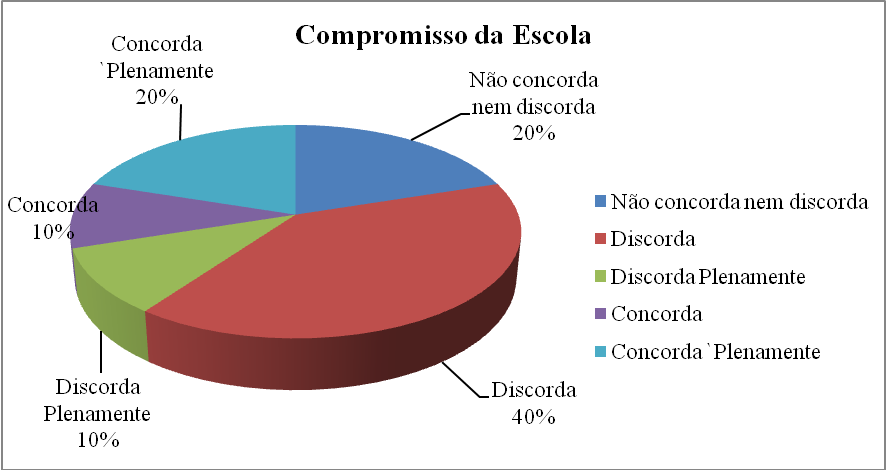 Compromisso da Escola
Concorda
`Plenamente
20%
Não concorda
nem discorda
20%
Concorda
10%
Discorda
Plenamente
10%
Discorda
40%
Não concorda nem discorda
Discorda
Discorda Plenamente
Concorda
Concorda `Plenamente